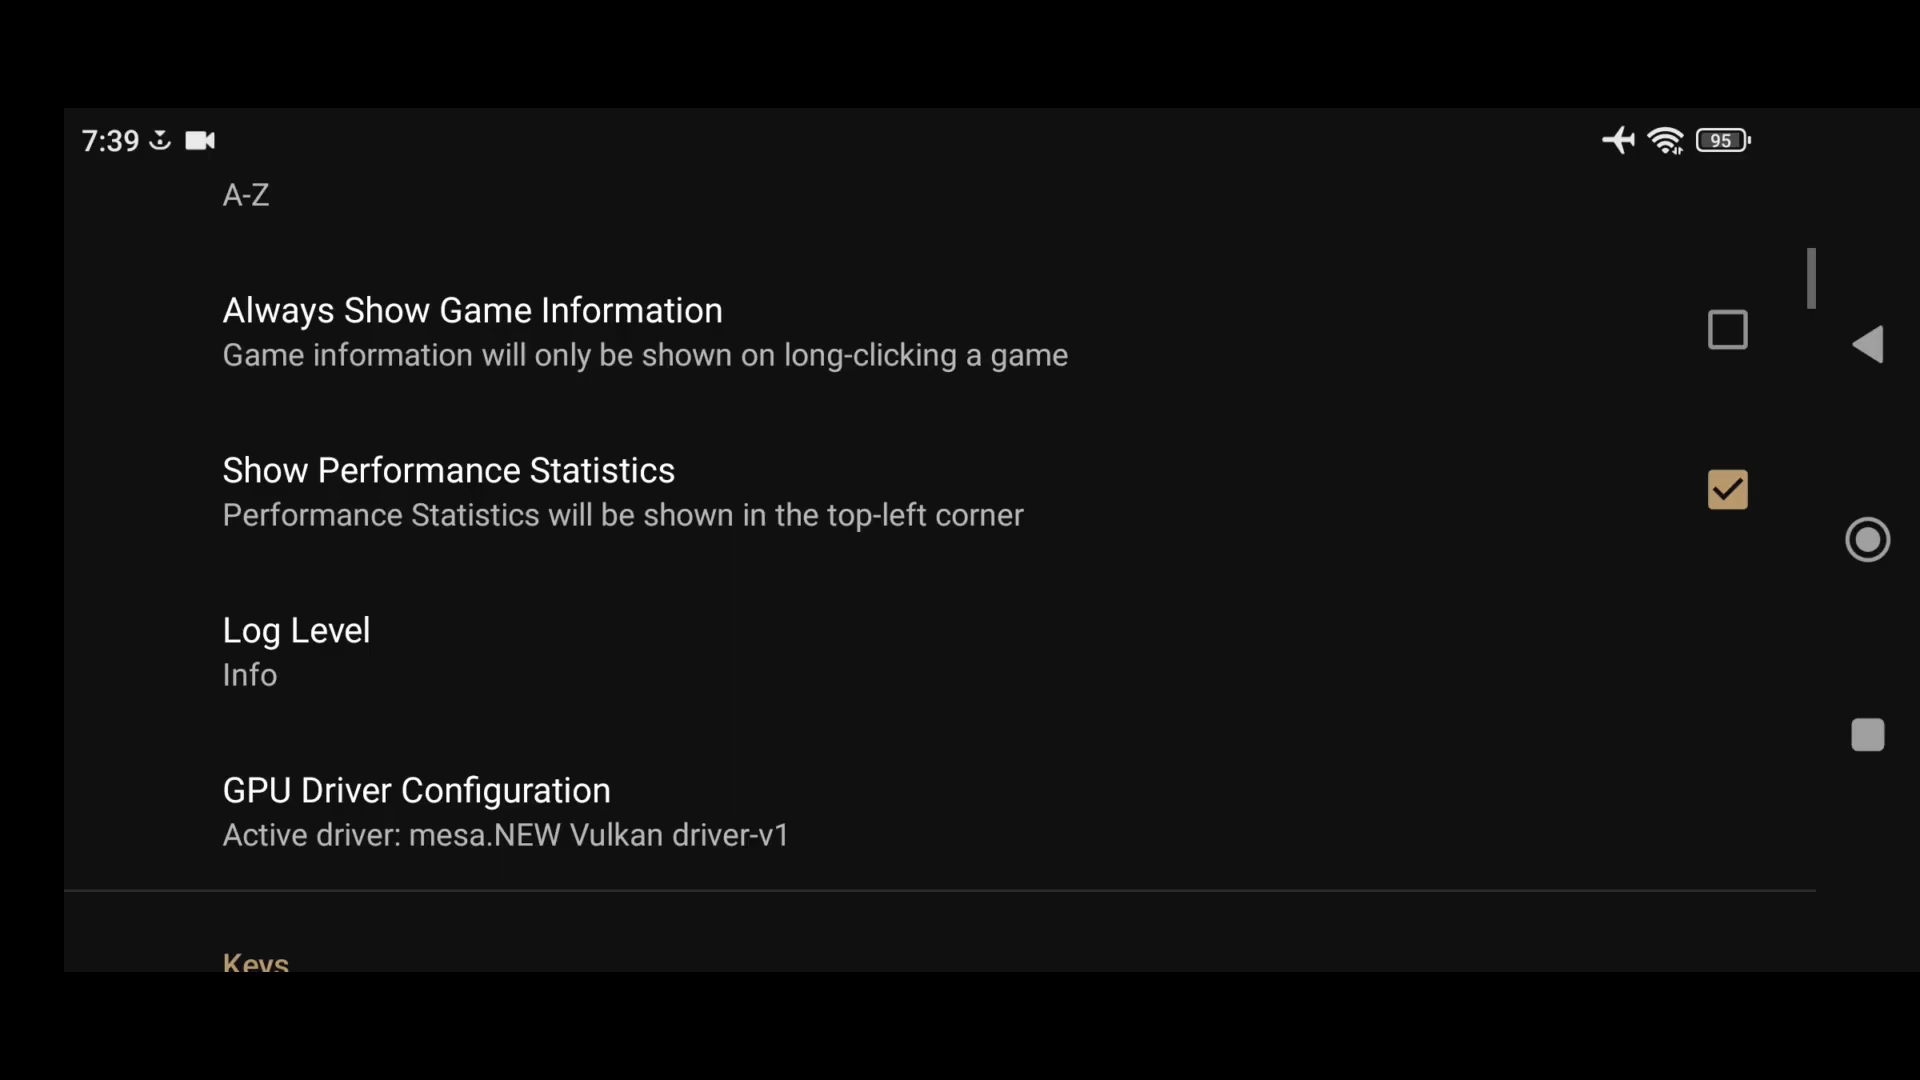 7:39
95
A-Z
Always Show Game Information
Game information will only be shown on long-clicking a game
Show Performance Statistics
Performance Statistics will be shown in the top-left corner
Log Level
Info
GPU Driver Configuration
Active driver: mesa.NEW Vulkan driver-v1
Keys